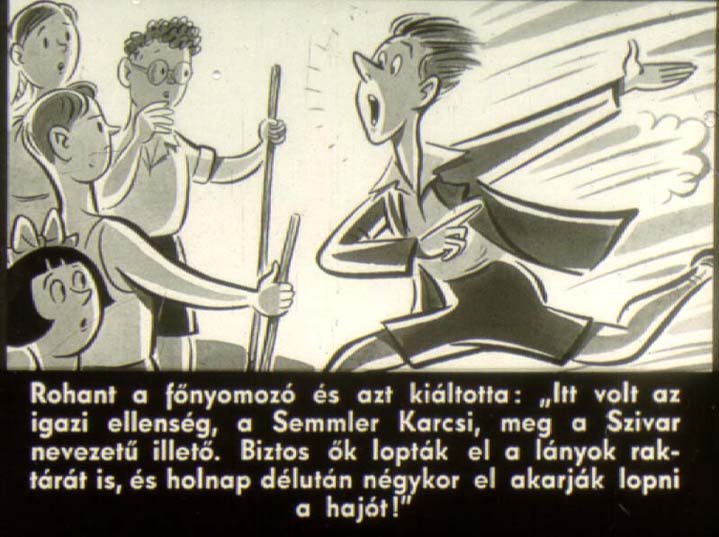 Rohant a főnyomozó és azt kiáltotta: „Itt volt az
igazi ellenség, a Semmler Karcsi, meg a Szivar
nevezetű illető. Biztos ők lopták el a lányok rak-
tárát is, és holnap délután négykor el akarják lopni
a hajót!"